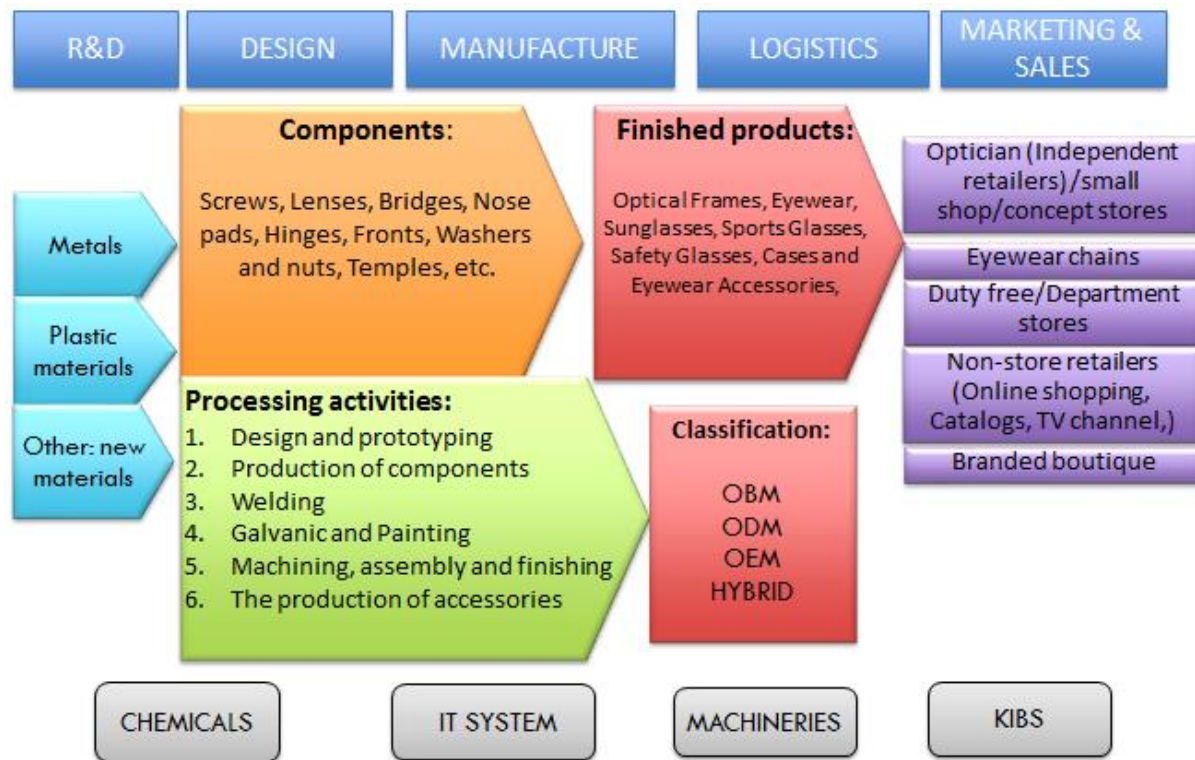 R&D
DESIGN
MANUFACTURE
LOGISTICS
MARKETING &
SALES
Metals
Plastic
materials
Other: new
materials
Components:
Screws, Lenses, Bridges, Nose
pads, Hinges, Fronts, Washers
and nuts, Temples, etc.
Processing activities:
1. Design and prototyping
2. Production of components
3. Welding
4. Galvanic and Painting
5. Machining, assembly and finishing
6. The production of accessories
Finished products:
Optical Frames, Eyewear,
Sunglasses, Sports Glasses,
Safety Glasses, Cases and
Eyewear Accessories,
Classification:
OBM
ODM
OEM
HYBRID
Optician (Independent
retailers)/small
shop/concept stores
Eyewear chains
Duty free/Department
stores
Non-store retailers
(Online shopping,
Catalogs, TV channel,)
Branded boutique
CHEMICALS
IT SYSTEM
MACHINERIES
KIBS